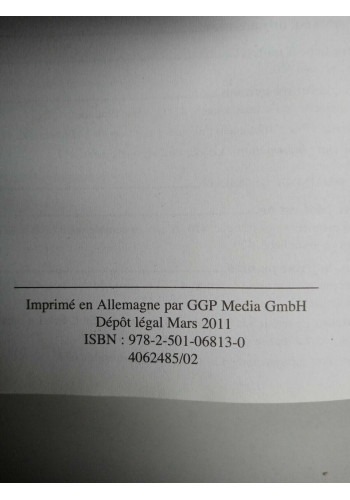 Imprimé en Allemagne par GGP Media GmbH
Dépôt légal Mars 2011
ISBN : 978-2-501-06813-0
4062485/02